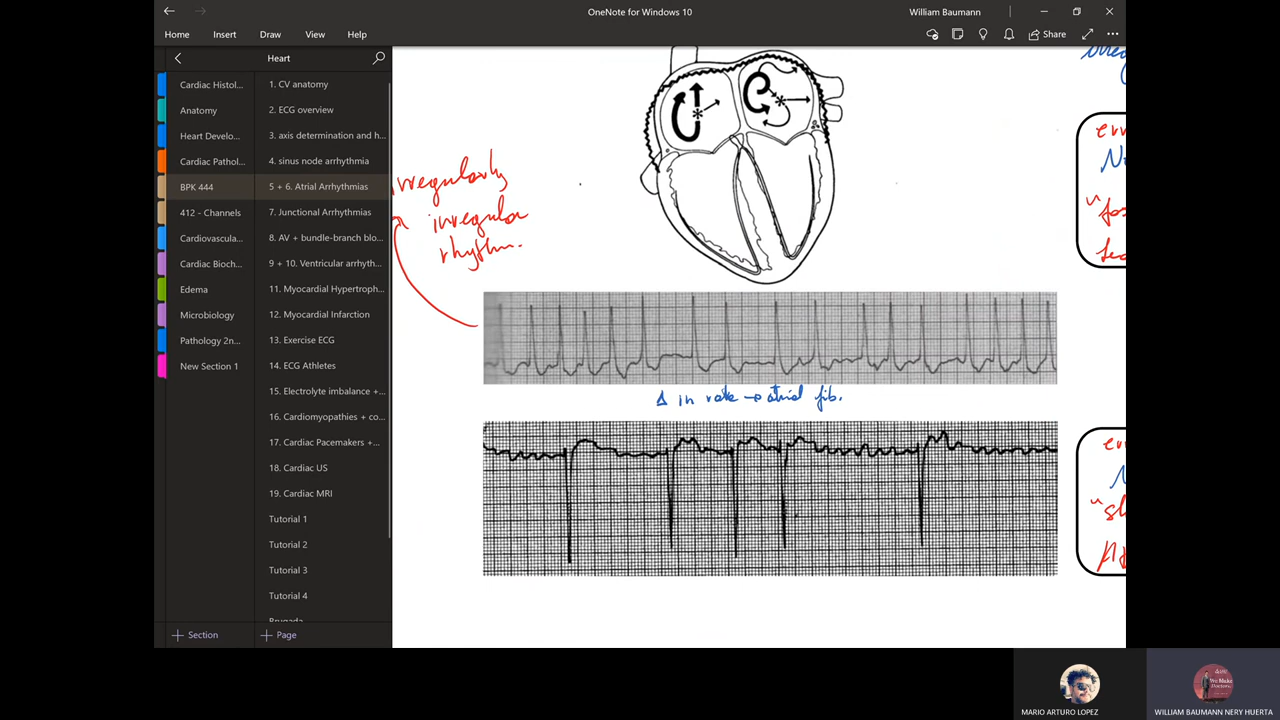 OneNote for Windows 10
William Baumann
Home
Insert
Draw
View
Help
Share
Heart
Cardiac Histol...
Anatomy
Heart Develo...
Cardiac Pathol...
BPK 444
412 - Channels
Cardiovascula...
Cardiac Bioch...
Edema
Microbiology
Pathology 2n...
New Section 1
Section
1. CV anatomy
2. ECG overview
3. axis determination and h...
4. sinus node arrhythmia
5 + 6. Atrial Arrhythmias
7. Junctional Arrhythmias
8. AV + bundle-branch blo...
9 + 10. Ventricular arryth...
11. Myocardial Hypertroph...
12. Myocardial Infarction
13. Exercise ECG
14. ECG Athletes
15. Electrolyte imbalance +...
16. Cardiomyopathies + co...
17. Cardiac Pacemakers +...
18. Cardiac US
19. Cardiac MRI
Tutorial 1
Tutorial 2
Tutorial 3
Tutorial 4
Page
irregularly
irregular
rhythm.
Δ in rate → atrial fib.
MARIO ARTURO LOPEZ
WILLIAM BAUMANN NERY HUERTA